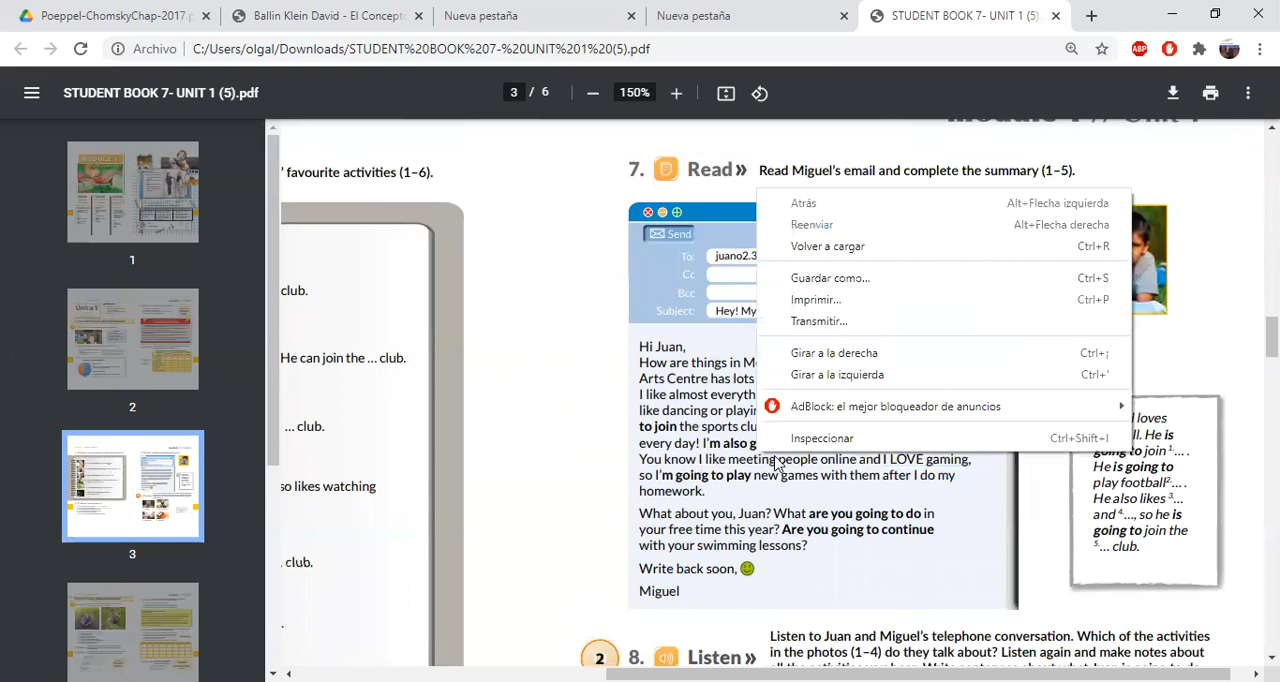 Poeppel-ChomskyChap-2017.p
Ballin Klein David - El Concepto
Nueva pestaña
Nueva pestaña
STUDENT BOOK 7- UNIT 1 (5).
Archivo
C:/Users/olgal/Downloads/STUDENT%20BOOK%207-%20UNIT%201%20(5).pdf
ABP
STUDENT BOOK 7- UNIT 1 (5).pdf
3 / 6
150%
1
2
3
' favourite activities (1–6).
club.
He can join the ... club.
... club.
so likes watching
club.
7. Read»
Read Miguel's email and complete the summary (1–5).
Send
To:
juano2.3
Cc
Bcc
Subject:
Hey! My
Atrás
Alt+Flecha izquierda
Reenviar
Alt+Flecha derecha
Volver a cargar
Ctrl+R
Guardar como...
Ctrl+S
Imprimir...
Ctrl+P
Transmitir...
Girar a la derecha
Ctrl+¡
Girar a la izquierda
Ctrl+'
AdBlock: el mejor bloqueador de anuncios
Inspeccionar
Ctrl+Shift+I
Hi Juan,
How are things in M
Arts Centre has lots
I like almost everyth
like dancing or playin
to join the sports clu
every day! I'm also g
You know I like meeting people online and I LOVE gaming,
so I'm going to play new games with them after I do my
homework.
What about you, Juan? What are you going to do in
your free time this year? Are you going to continue
with your swimming lessons?
Write back soon,
Miguel
loves
ll. He is
going to join 1... .
He is going to
play football2... .
He also likes 3...
and 4..., so he is
going to join the
5... club.
2
8. Listen»
Listen to Juan and Miguel's telephone conversation. Which of the activities
in the photos (1–4) do they talk about? Listen again and make notes about